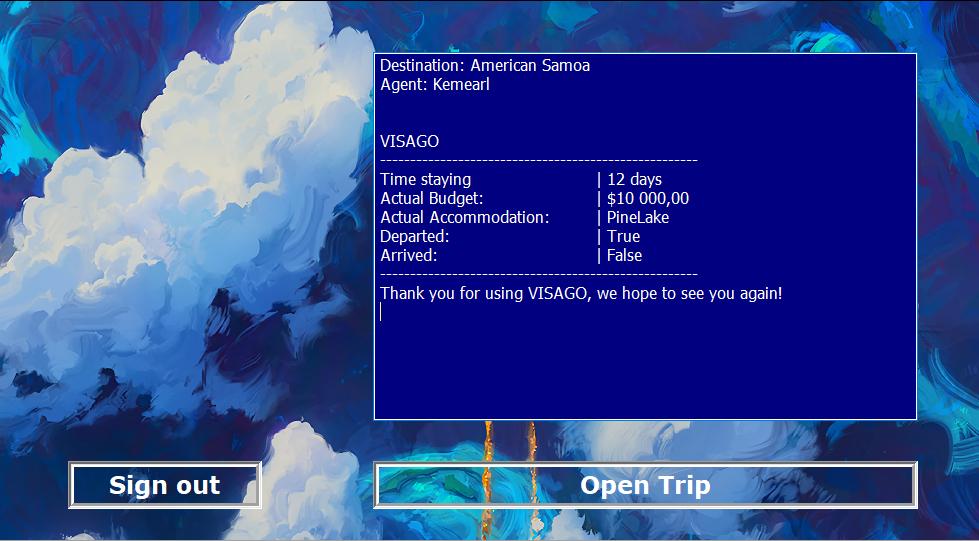 Destination: American Samoa
Agent: Kemearl
VISAGO
-----------------------------------------------------
Time staying | 12 days
Actual Budget: | $10 000,00
Actual Accommodation: | PineLake
Departed: | True
Arrived: | False
-----------------------------------------------------
Thank you for using VISAGO, we hope to see you again!
Sign out
Open Trip